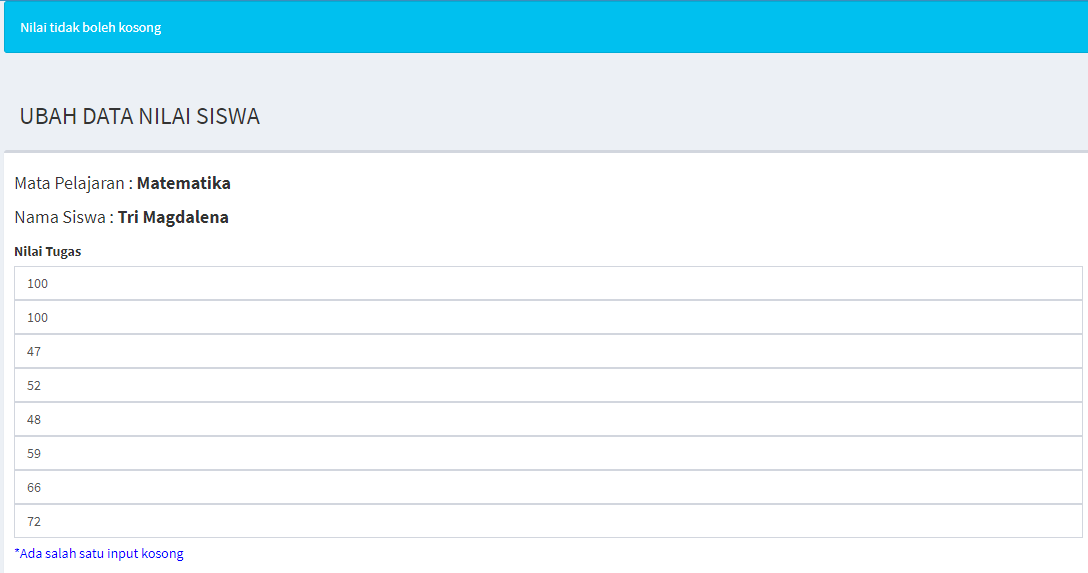 Nilai tidak boleh kosong
UBAH DATA NILAI SISWA
Mata Pelajaran : Matematika
Nama Siswa : Tri Magdalena
Nilai Tugas
100
100
47
52
48
59
66
72
*Ada salah satu input kosong